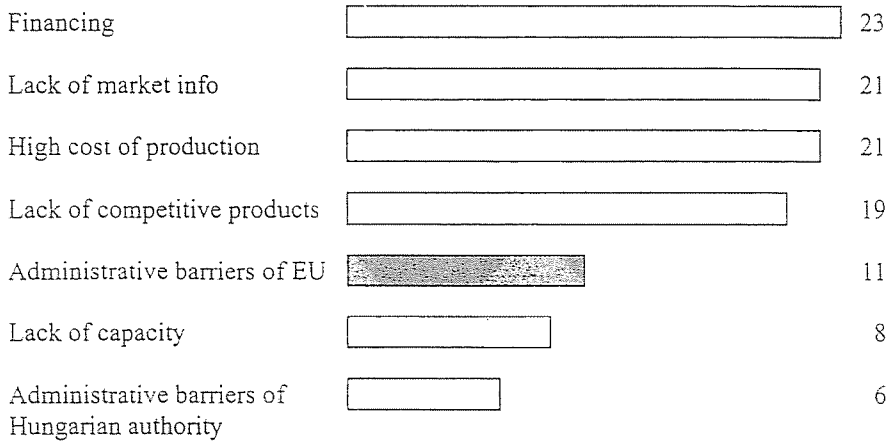 Financing 23
Lack of market info 21
High cost of production 21
Lack of competitive products 19
Administrative barriers of EU 11
Lack of capacity 8
Administrative barriers of 6
Hungarian authority